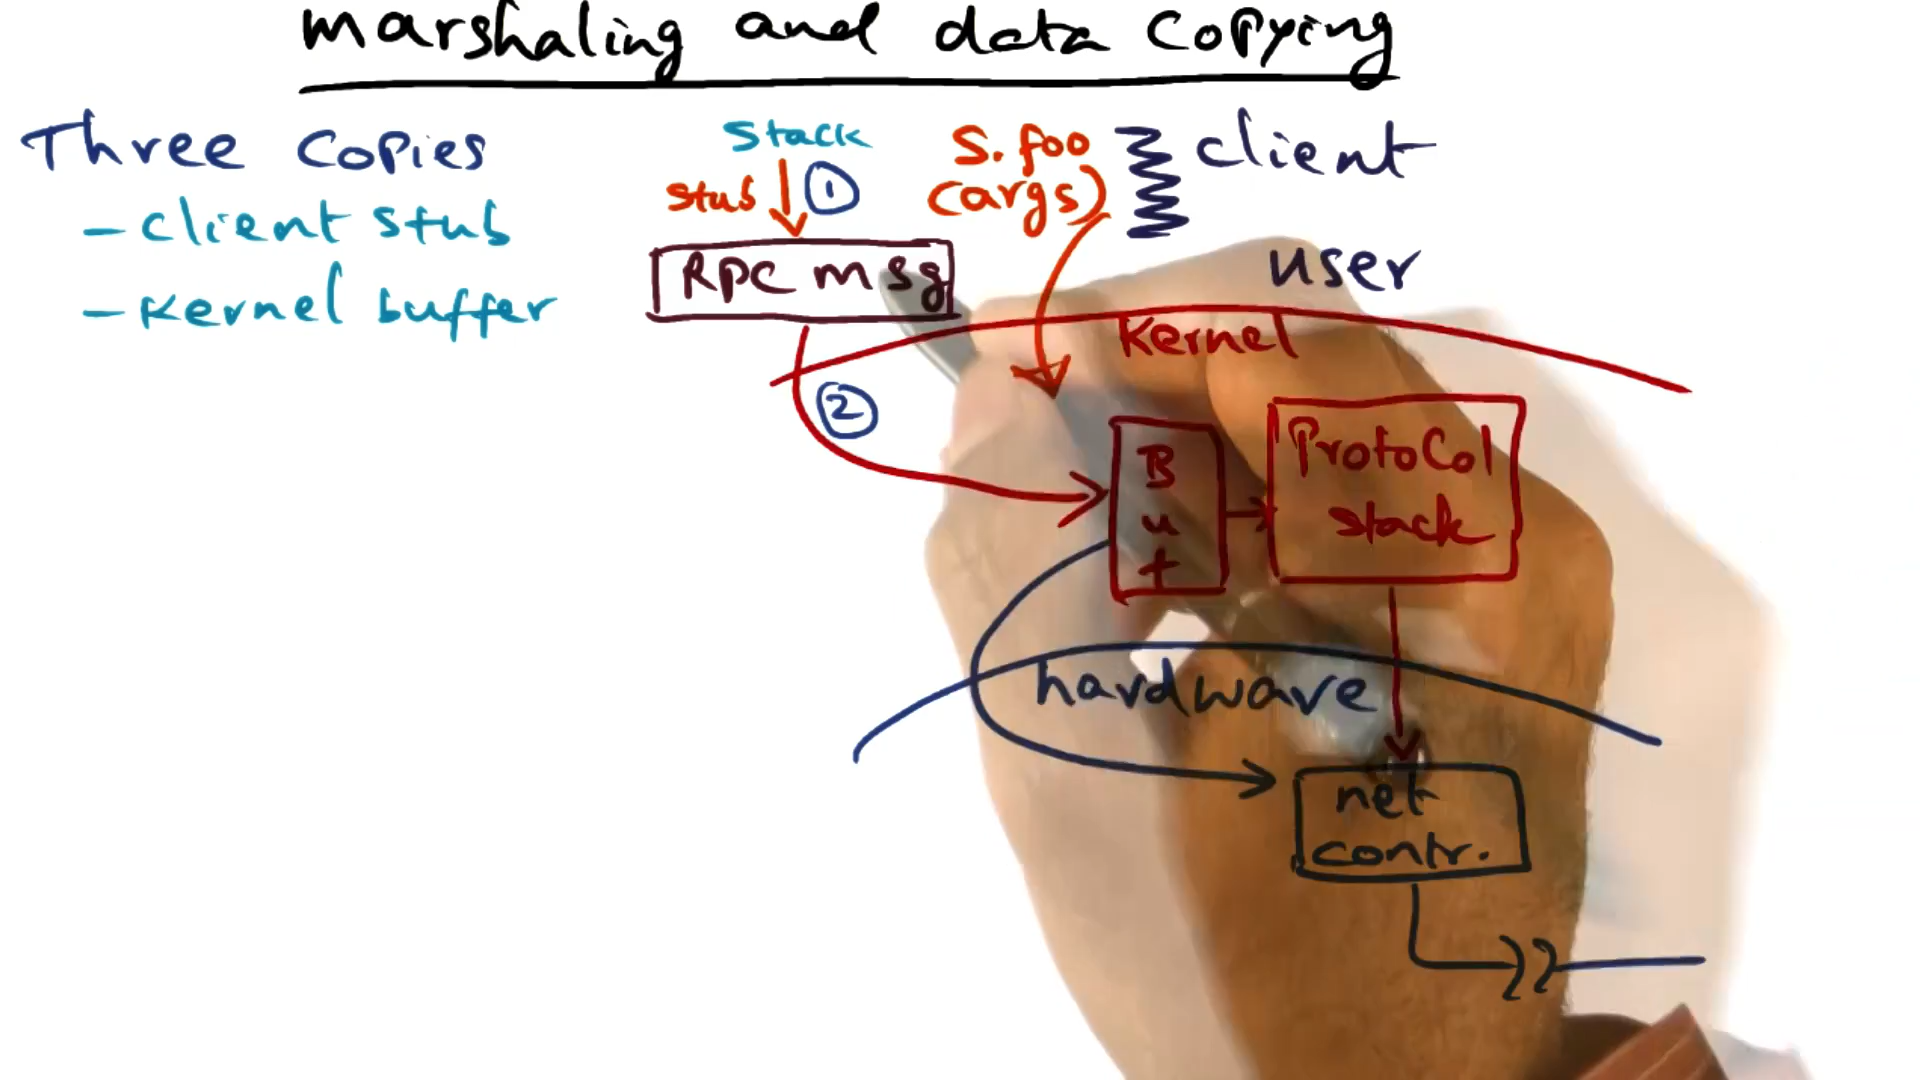 marshaling and data copying
Three Copies
- Client stub
- Kernel buffer
Stack
stub
1
RPC msg
S. foo
(args)
client
user
Kernel
2
Buf
Protocol
stack
hardware
net
contr.